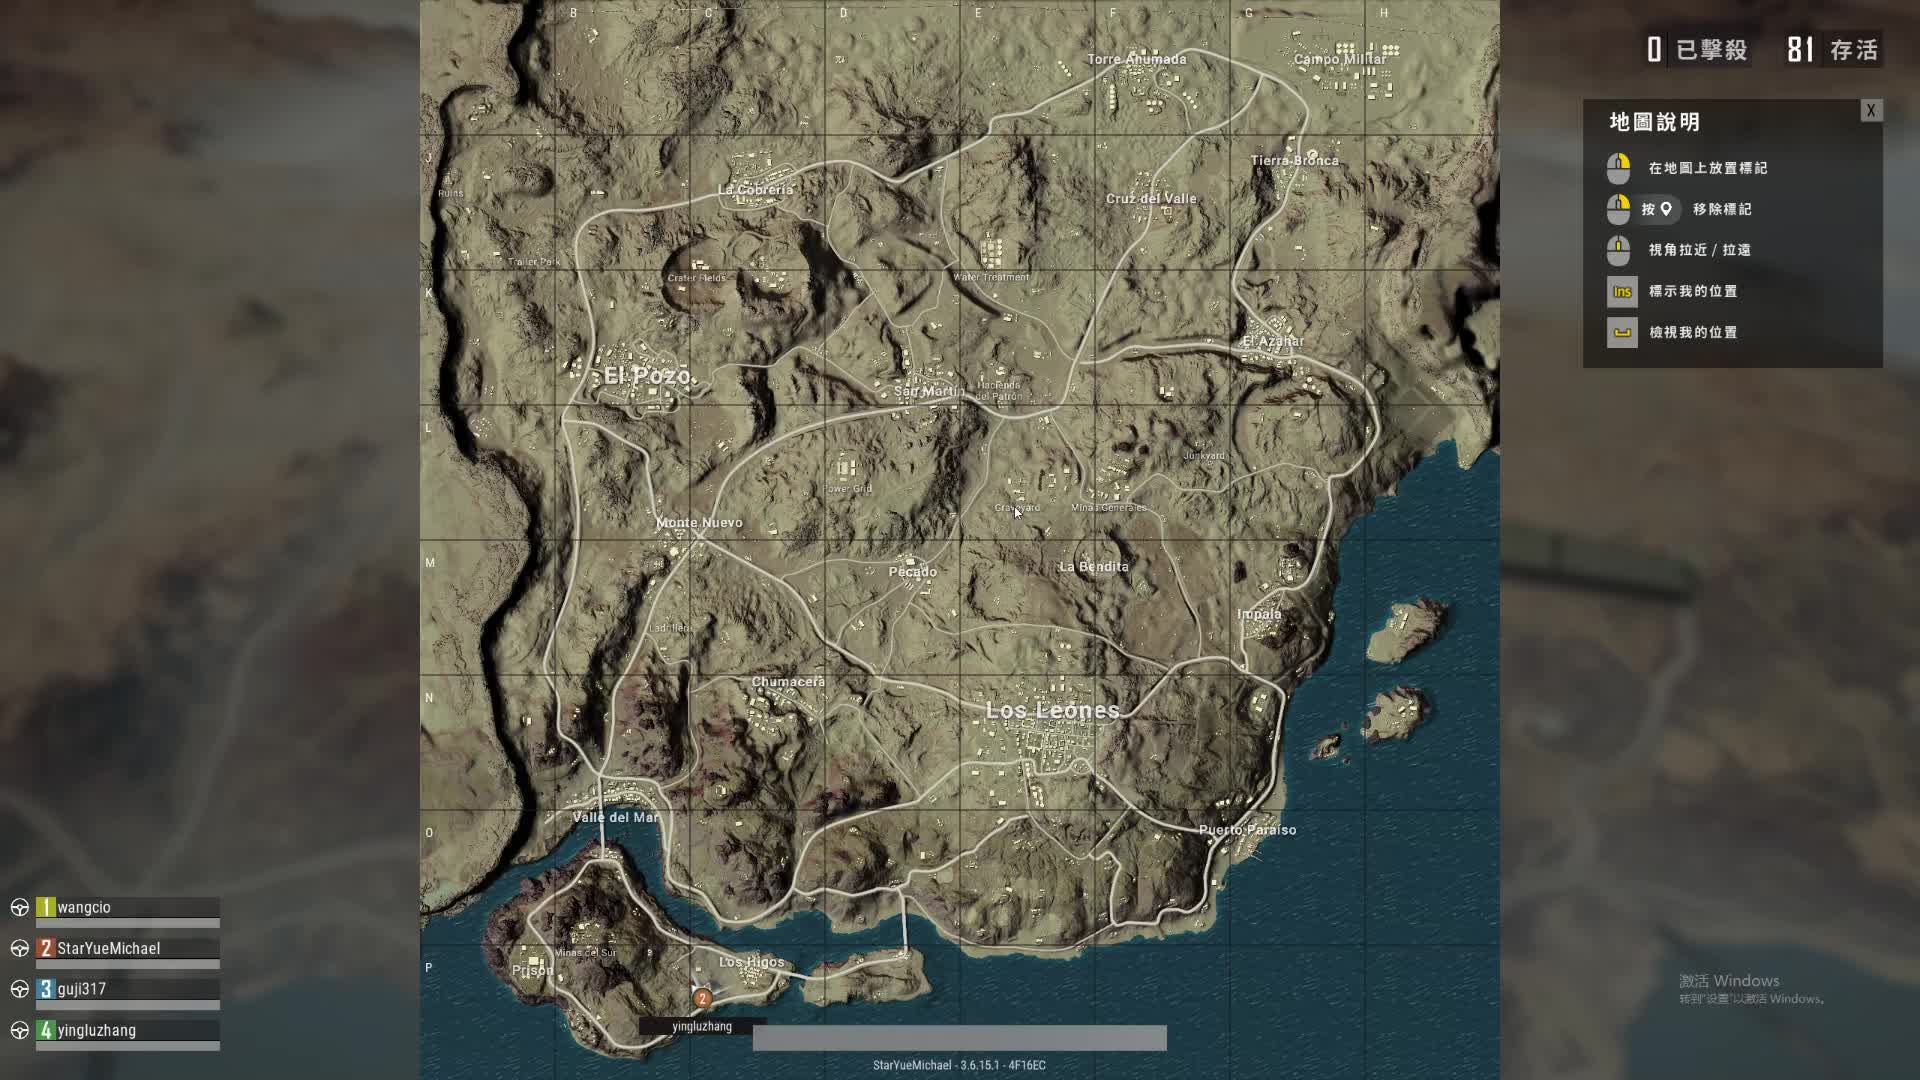 B C D E F G H
0 已擊殺 81 存活
Torre Ahumada
Campo Militar
地圖說明
X
在地圖上放置標記
按 移除標記
視角拉近 / 拉遠
Ins 標示我的位置
檢視我的位置
J
Tierra Bronca
La Cobrería
Ruins
Cruz del Valle
Trailer Park
Crater Fields
Water Treatment
K
El Azahar
El Pozo
San Martín
Hacienda
del Patrón
L
Junkyard
Power Grid
Graveyard
Minas Generales
Monte Nuevo
M
Pecado
La Bendita
Impala
Ladrillera
Chumacera
N
Los Leones
Valle del Mar
O
Puerto Paraíso
1 wangcio
2 StarYueMichael
3 guji317
4 yingluzhang
Minas del Sur
Los Higos
Prison
P
2
yingluzhang
激活 Windows
转到"设置"以激活 Windows。
StarYueMichael - 3.6.15.1 - 4F16EC